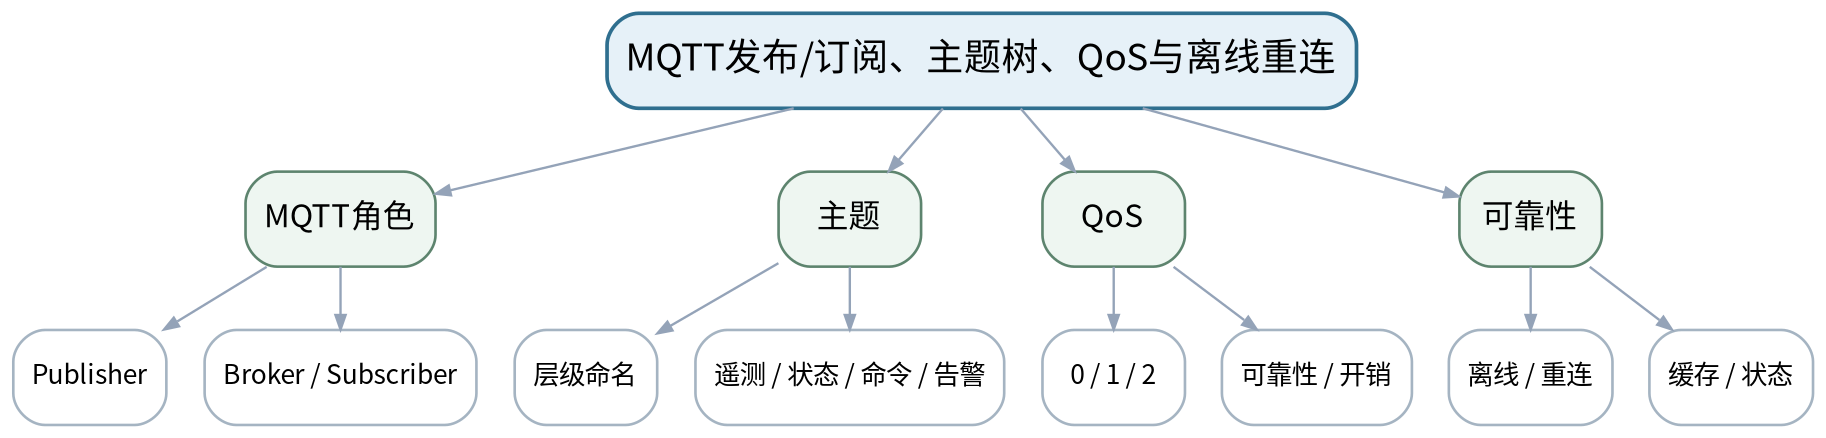 MQTT发布/订阅、主题树、QoS与离线重连
MQTT角色
主题
QoS
可靠性
Publisher
Broker / Subscriber
层级命名
遥测 / 状态 / 命令 / 告警
0 / 1 / 2
可靠性 / 开销
离线 / 重连
缓存 / 状态